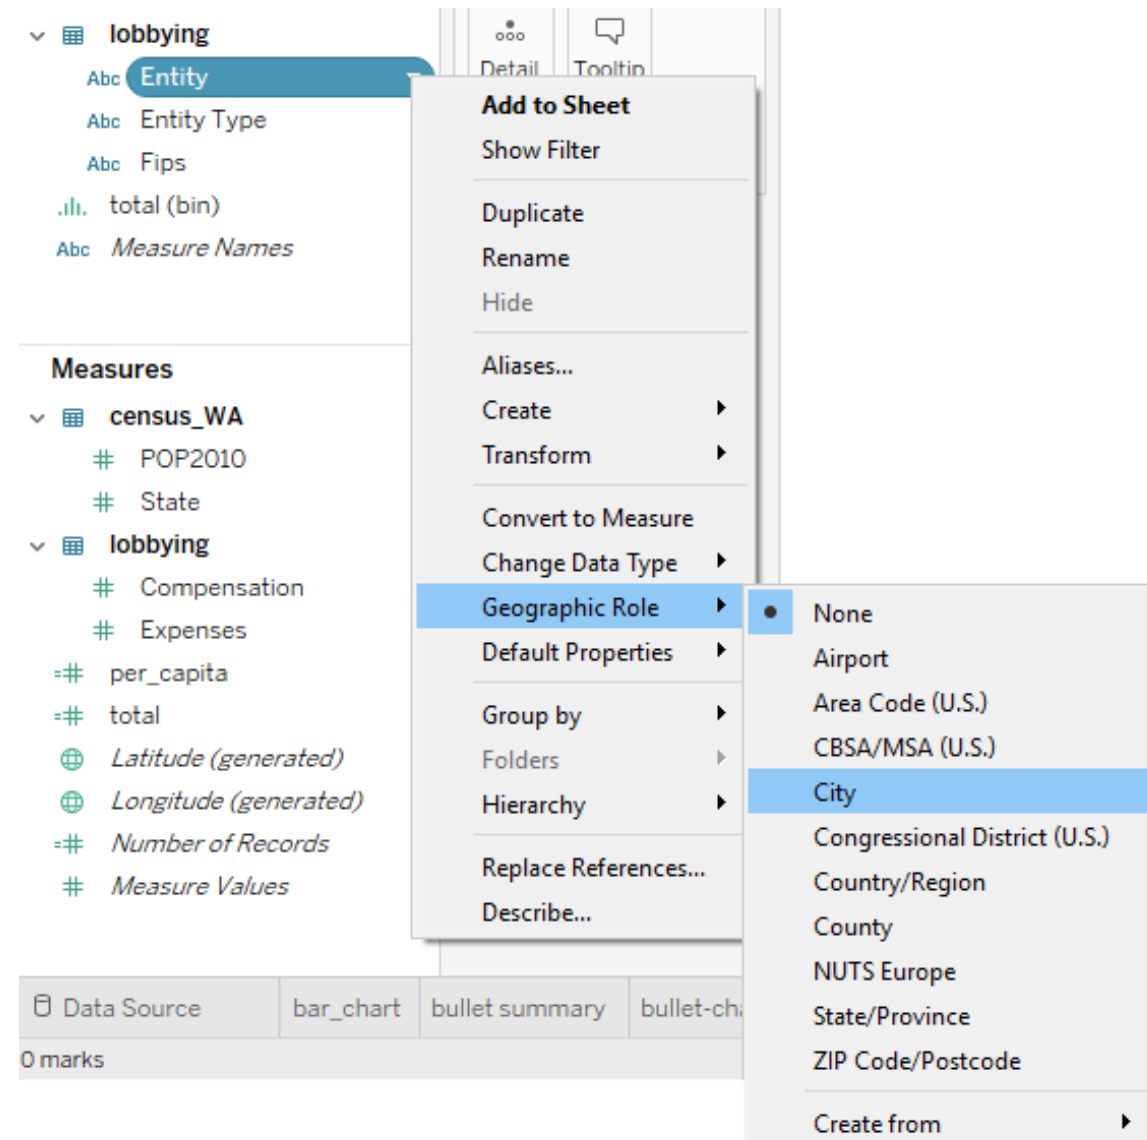 lobbying
Abc Entity
Abc Entity Type
Abc Fips
total (bin)
Abc Measure Names
Measures
census_WA
# POP2010
# State
lobbying
# Compensation
# Expenses
=# per_capita
=# total
Latitude (generated)
Longitude (generated)
=# Number of Records
# Measure Values
Detail Tooltip
Add to Sheet
Show Filter
Duplicate
Rename
Hide
Aliases...
Create
Transform
Convert to Measure
Change Data Type
Geographic Role
Default Properties
Group by
Folders
Hierarchy
Replace References...
Describe...
None
Airport
Area Code (U.S.)
CBSA/MSA (U.S.)
City
Congressional District (U.S.)
Country/Region
County
NUTS Europe
State/Province
ZIP Code/Postcode
Create from
Data Source bar_chart bullet summary bullet-cha
0 marks